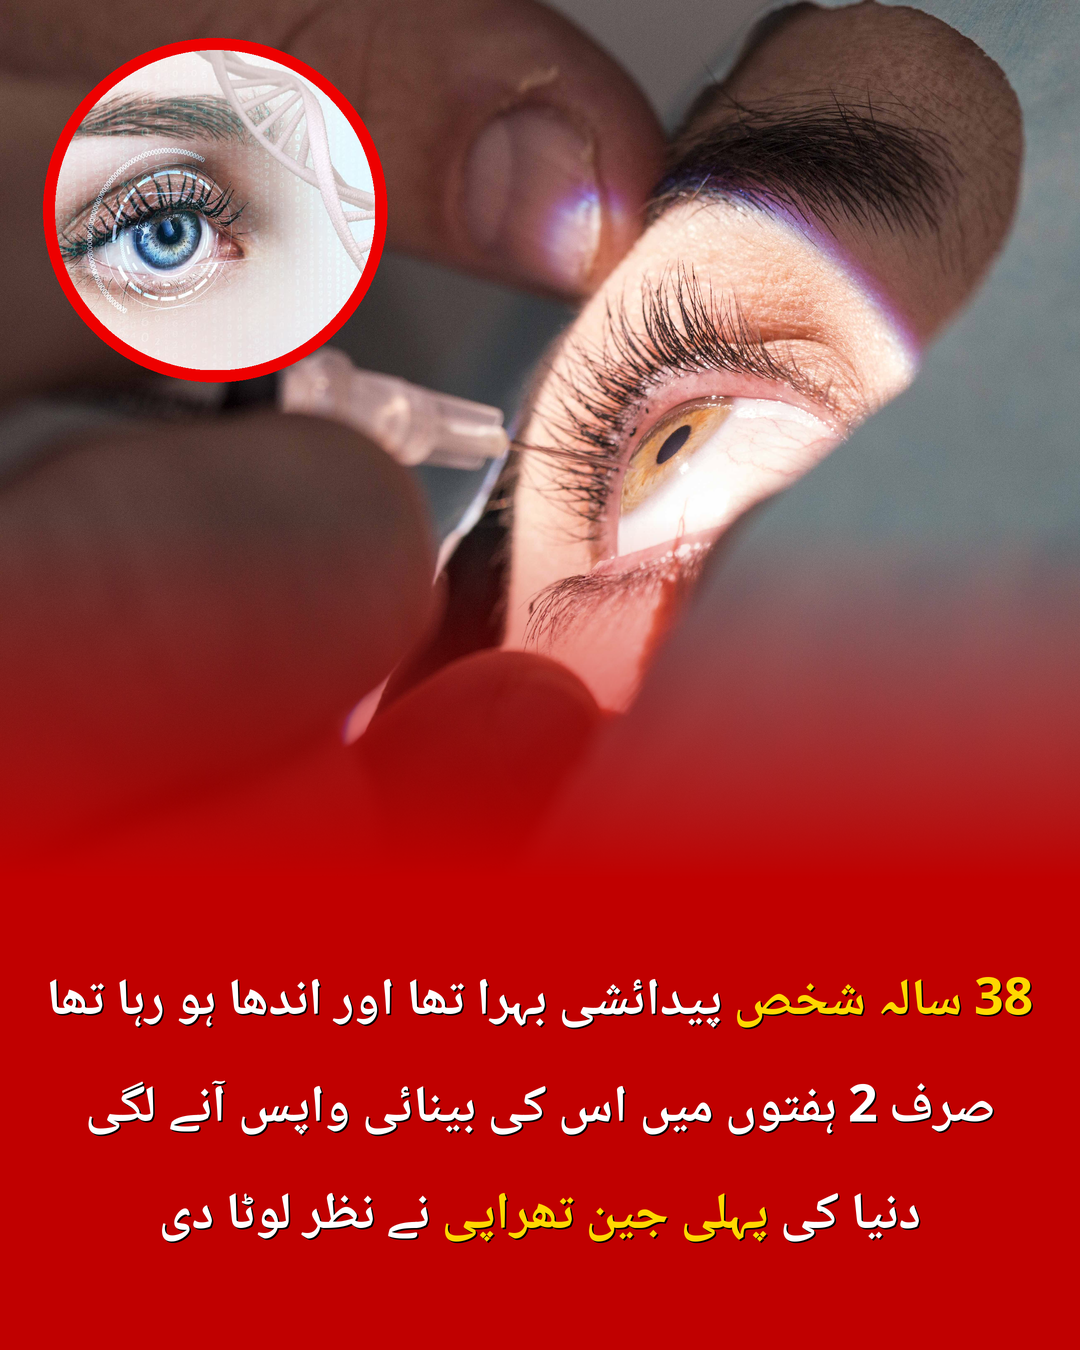 38 سالہ شخص پیدائشی بہرا تھا اور اندھا ہو رہا تھا
صرف 2 ہفتوں میں اس کی بینائی واپس آنے لگی
دنیا کی پہلی جین تھراپی نے نظر لوٹا دی